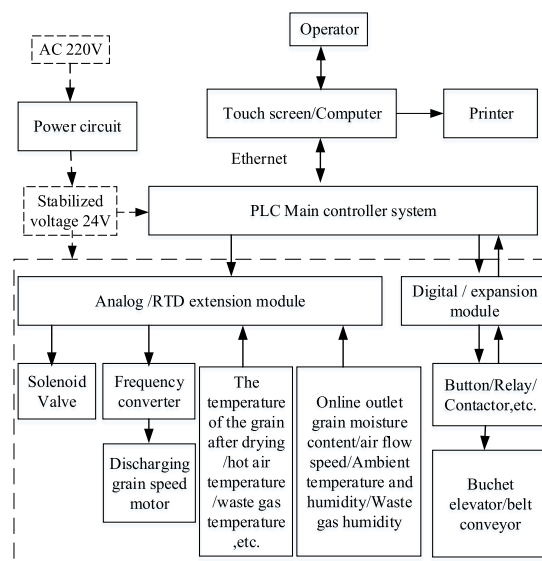 Operator
AC 220V
Power circuit
Touch screen/Computer
Printer
Ethernet
Stabilized
voltage 24V
PLC Main controller system
Analog /RTD extension module
Digital / expansion
module
Solenoid
Valve
Frequency
converter
Discharging
grain speed
motor
The
temperature
of the grain
after drying
/hot air
temperature
/waste gas
temperature
,etc.
Online outlet
grain moisture
content/air flow
speed/Ambient
temperature and
humidity/Waste
gas humidity
Button/Relay/
Contactor,etc.
Buchet
elevator/belt
conveyor